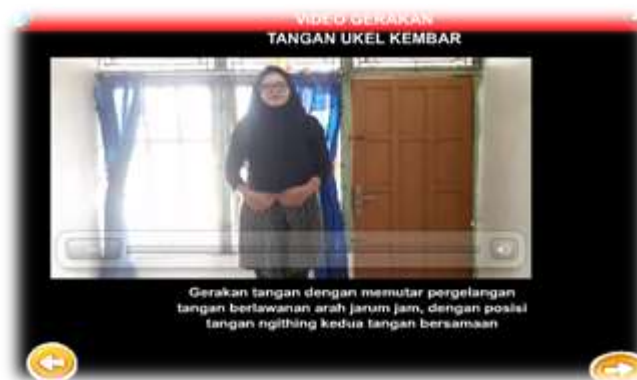 VIDEO GERAKAN
TANGAN UKEL KEMBAR
Gerakan tangan dengan memutar pergelangan
tangan berlawanan arah jarum jam, dengan posisi
tangan ngithing kedua tangan bersamaan